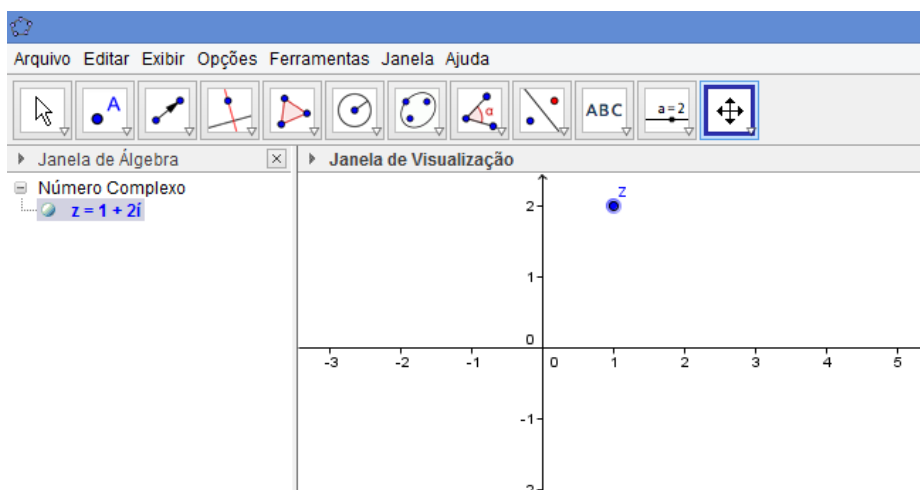 Arquivo Editar Exibir Opções Ferramentas Janela Ajuda
A
α
ABC
a = 2
Janela de Álgebra
Janela de Visualização
Número Complexo
z = 1 + 2í
z
2
1
0
-3 -2 -1 0 1 2 3 4 5
-1